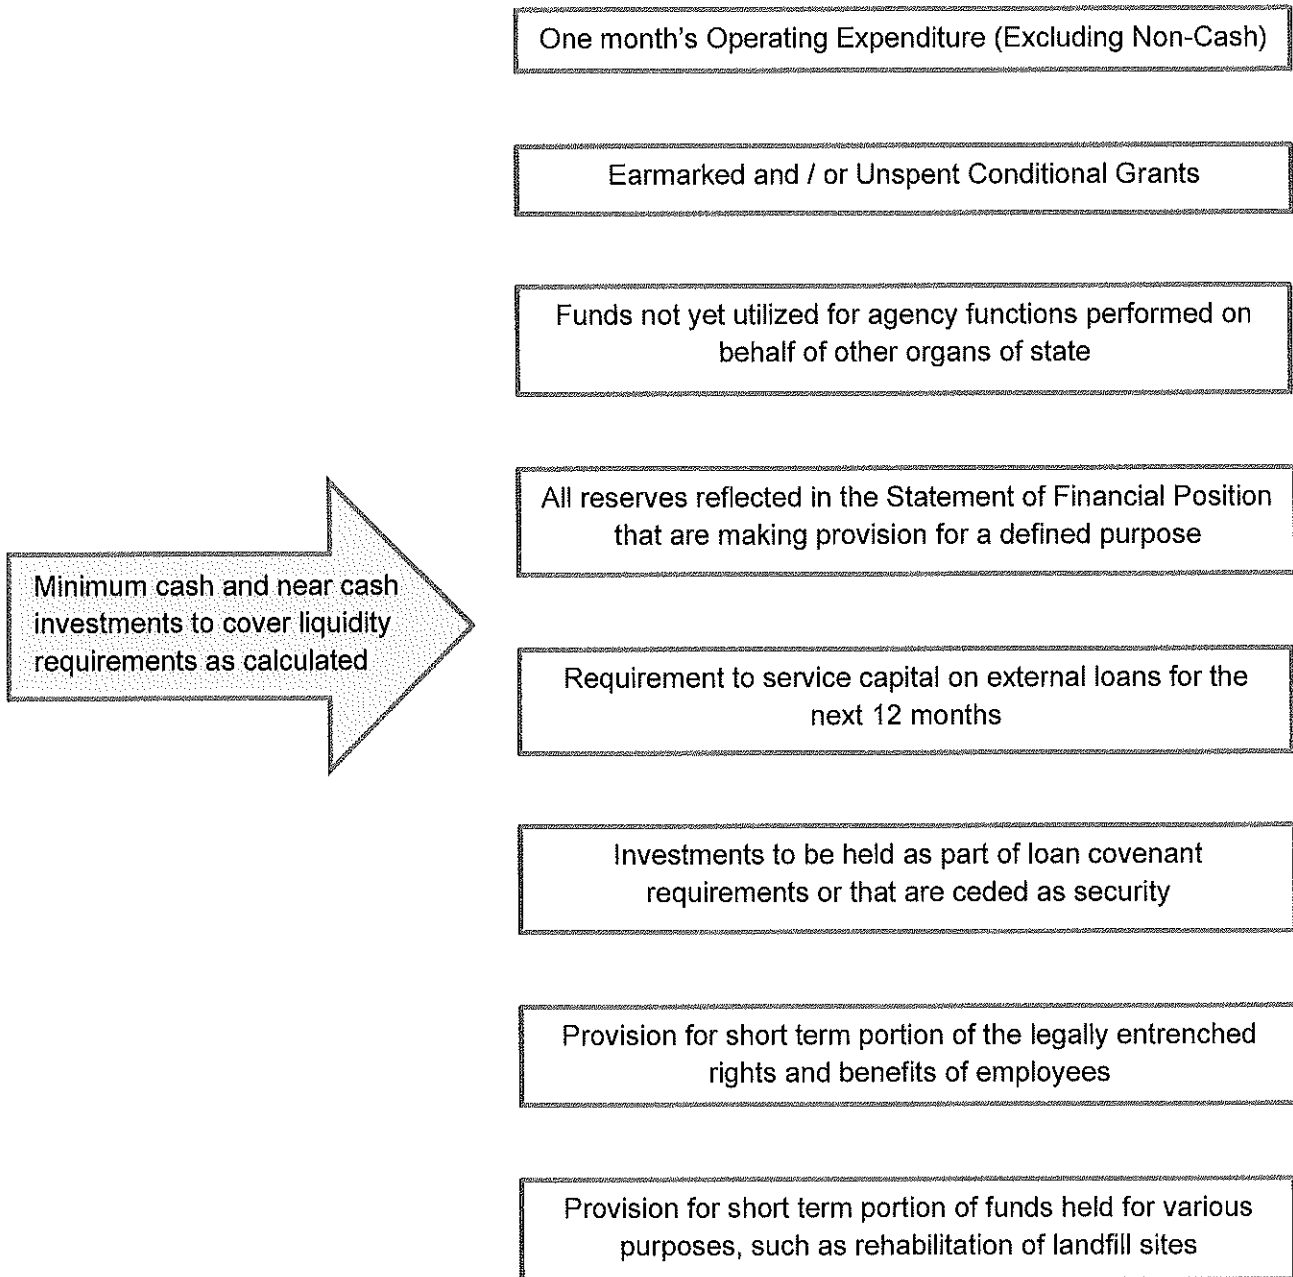 One month's Operating Expenditure (Excluding Non-Cash)
Earmarked and / or Unspent Conditional Grants
Funds not yet utilized for agency functions performed on
behalf of other organs of state
All reserves reflected in the Statement of Financial Position
that are making provision for a defined purpose
Minimum cash and near cash
investments to cover liquidity
requirements as calculated
Requirement to service capital on external loans for the
next 12 months
Investments to be held as part of loan covenant
requirements or that are ceded as security
Provision for short term portion of the legally entrenched
rights and benefits of employees
Provision for short term portion of funds held for various
purposes, such as rehabilitation of landfill sites